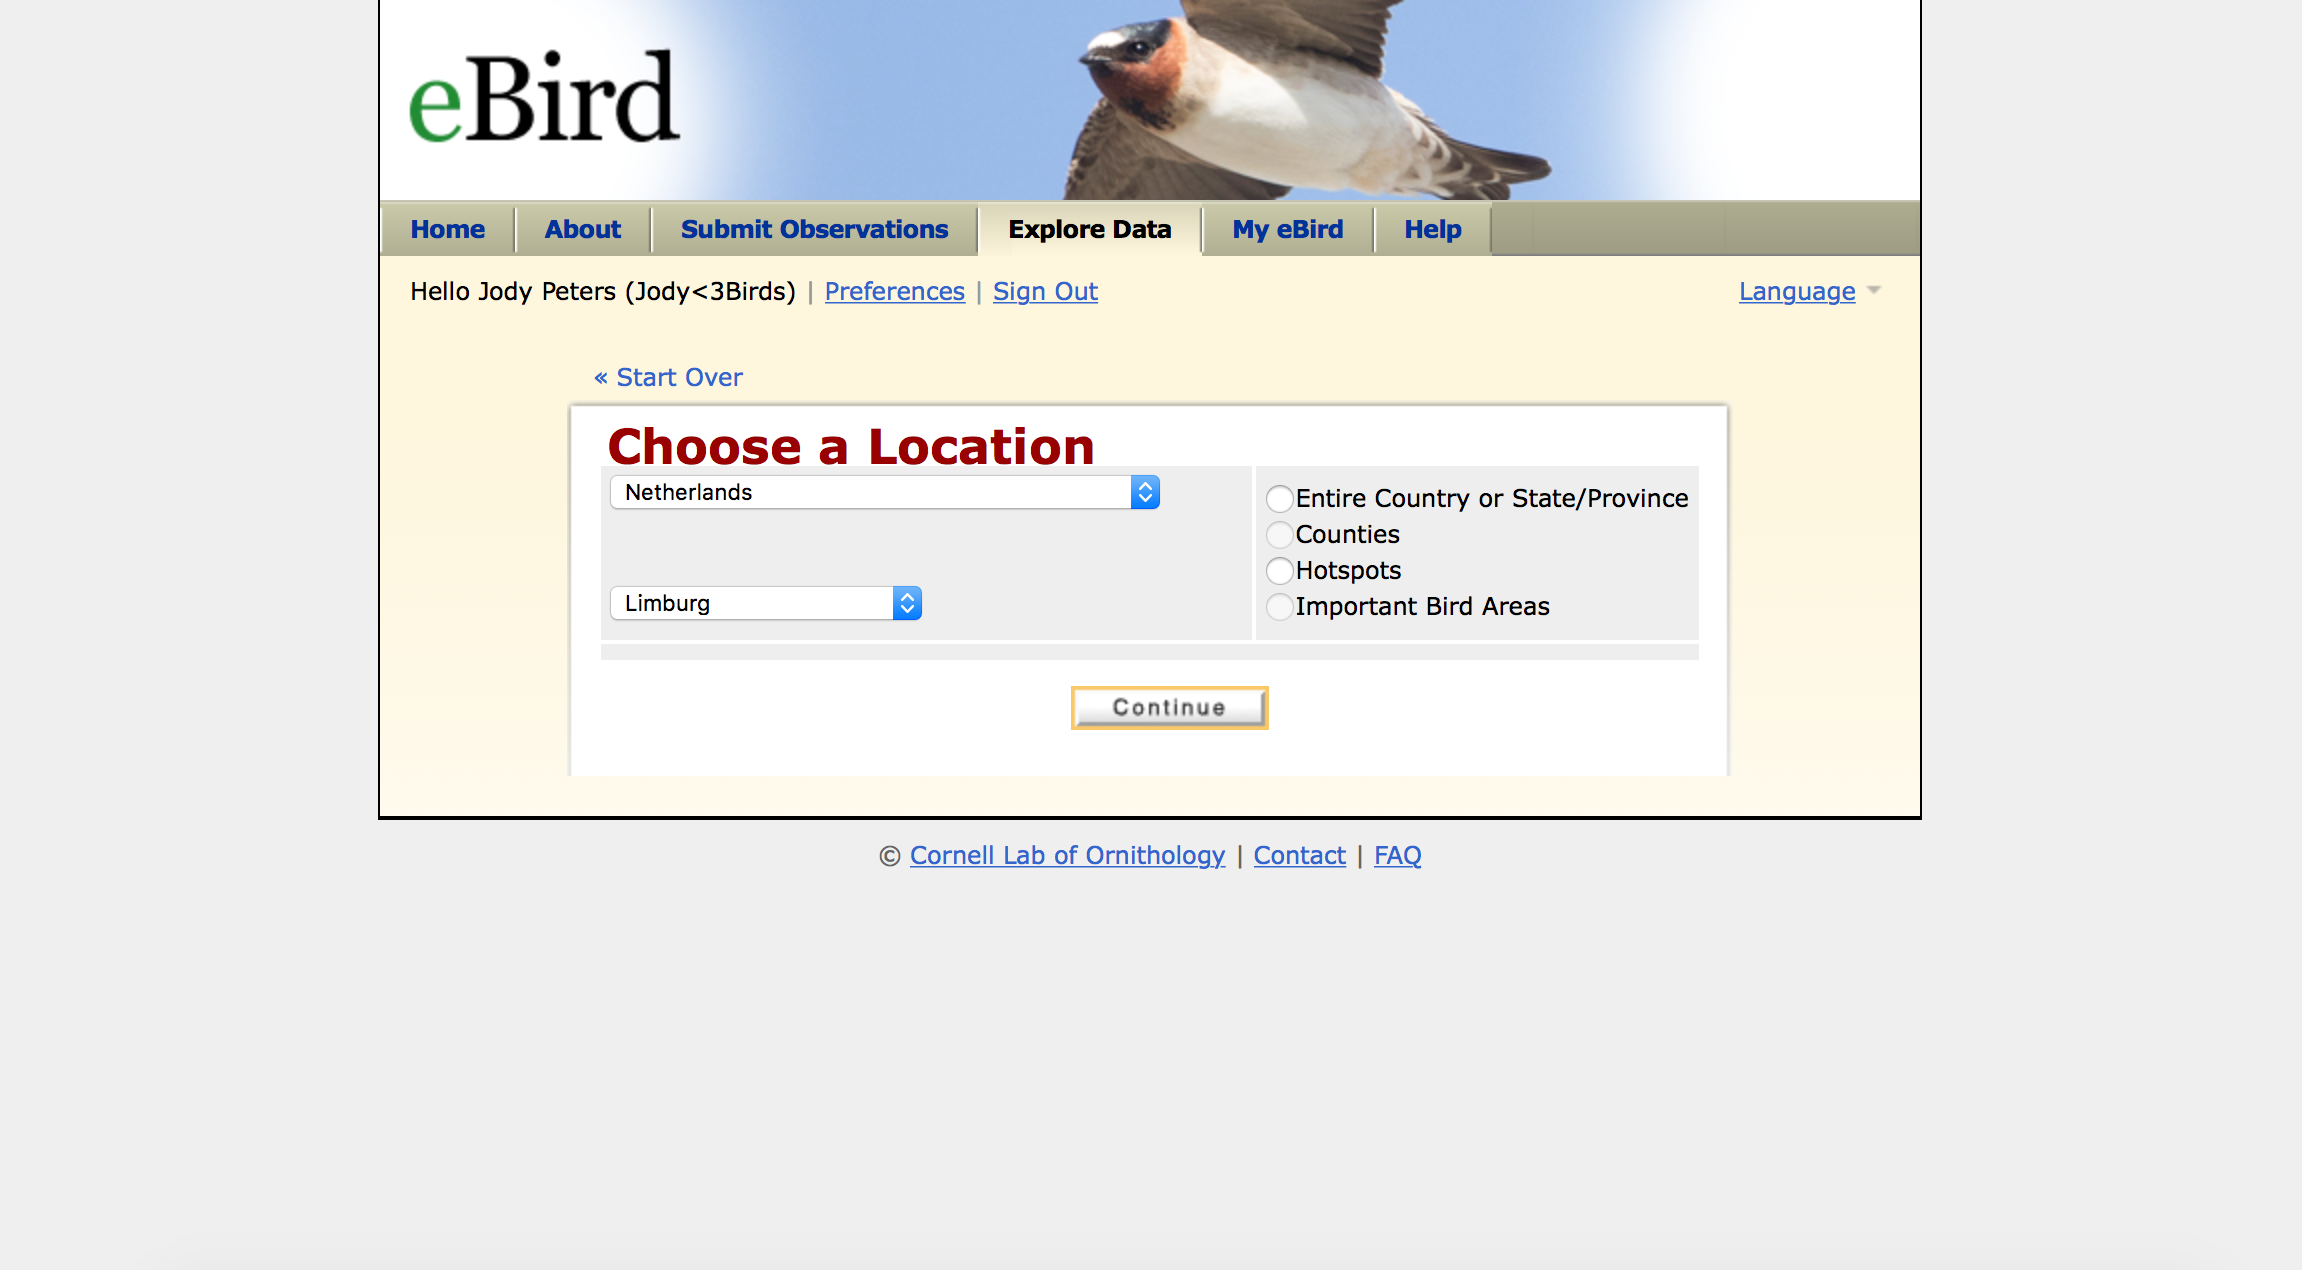 eBird
Home About Submit Observations Explore Data My eBird Help
Hello Jody Peters (Jody<3Birds) | Preferences | Sign Out Language
« Start Over
Choose a Location
Netherlands
Limburg
Entire Country or State/Province
Counties
Hotspots
Important Bird Areas
Continue
© Cornell Lab of Ornithology | Contact | FAQ